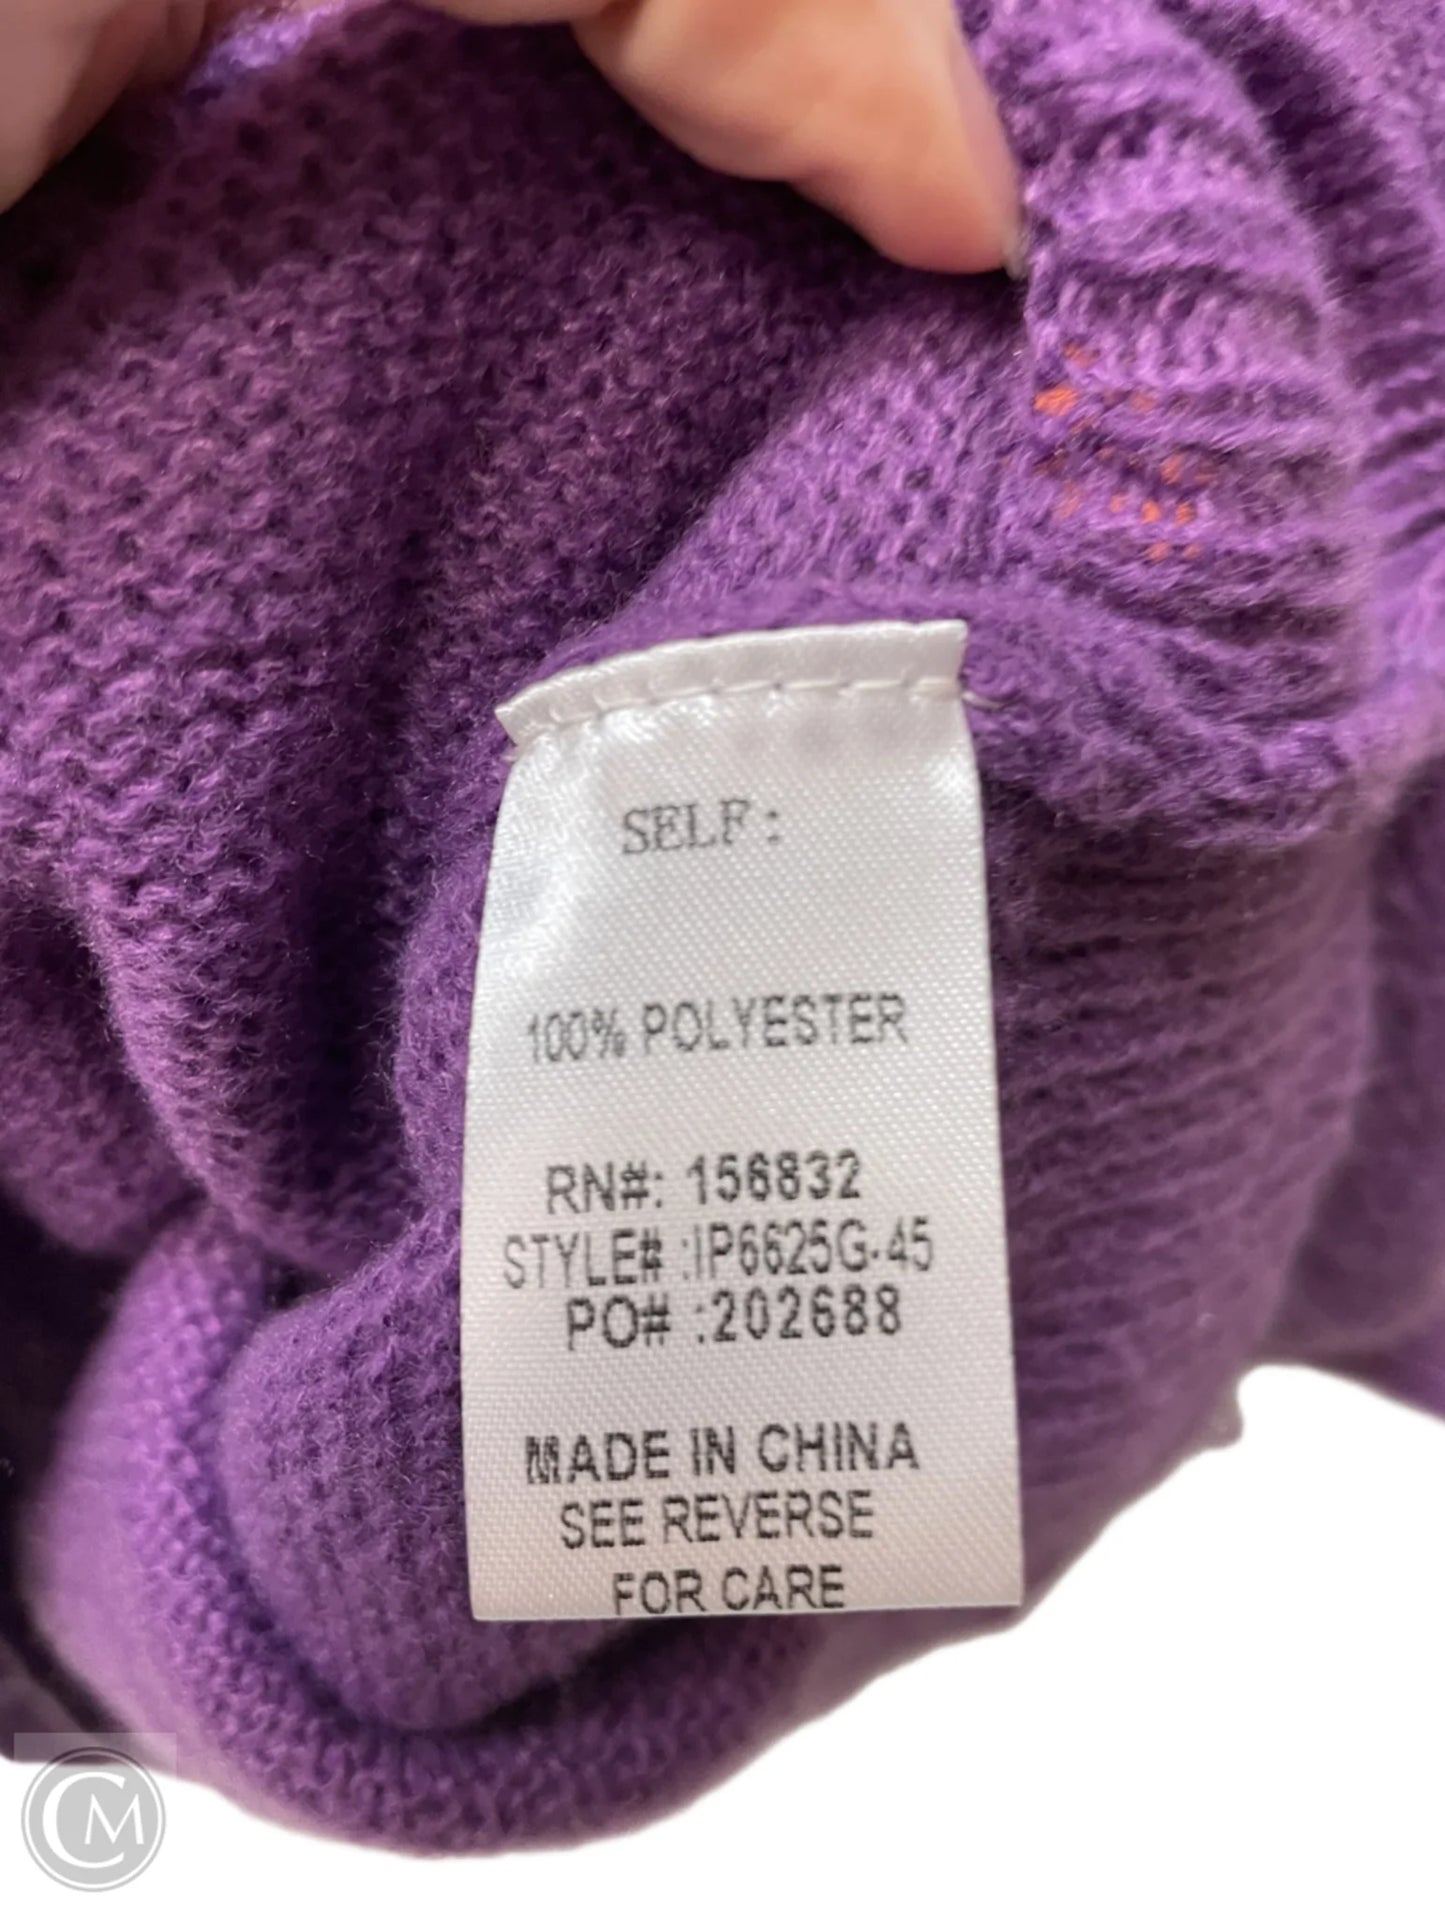 SELF:
100% POLYESTER
RN#: 156832
STYLE# :IP6625G-45
PO# :202688
MADE IN CHINA
SEE REVERSE
FOR CARE
CM